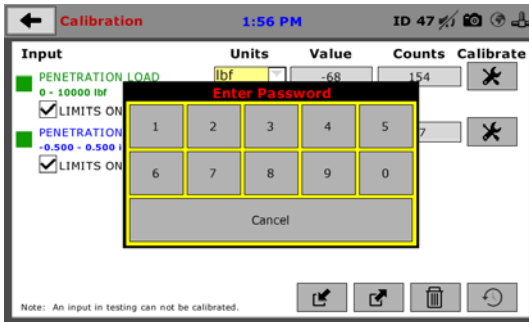 Calibration 1:56 PM ID 47
Input Units Value Counts Calibrate
PENETRATION LOAD lbf -68 154
0 - 10000 lbf
LIMITS ON
Enter Password
1 2 3 4 5
PENETRATION 7
-0.500 - 0.500 i
LIMITS ON
6 7 8 9 0
Cancel
Note: An input in testing can not be calibrated.